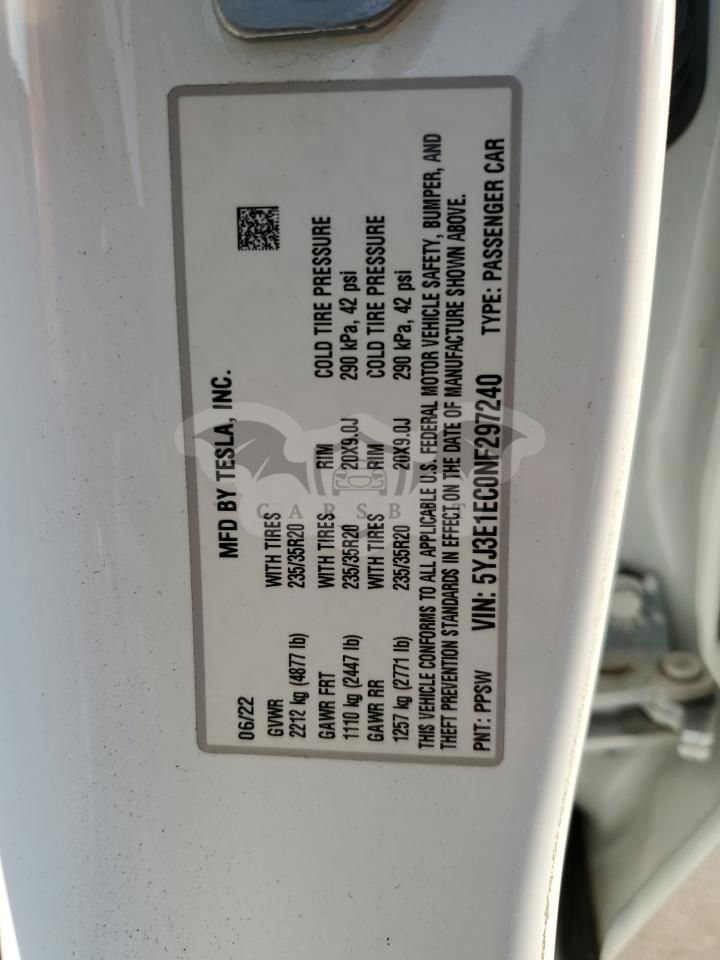 MFD BY TESLA, INC.
06/22
GVWR WITH TIRES
2212 kg (4877 lb) 235/35R20
GAWR FRT WITH TIRES RIM COLD TIRE PRESSURE
1110 kg (2447 lb) 235/35R20 20X9.0J 290 kPa, 42 psi
GAWR RR WITH TIRES RIM COLD TIRE PRESSURE
1257 kg (2771 lb) 235/35R20 20X9.0J 290 kPa, 42 psi
THIS VEHICLE CONFORMS TO ALL APPLICABLE U.S. FEDERAL MOTOR VEHICLE SAFETY, BUMPER, AND
THEFT PREVENTION STANDARDS IN EFFECT ON THE DATE OF MANUFACTURE SHOWN ABOVE.
PNT: PPSW VIN: 5YJ3E1EC0NF297240 TYPE: PASSENGER CAR